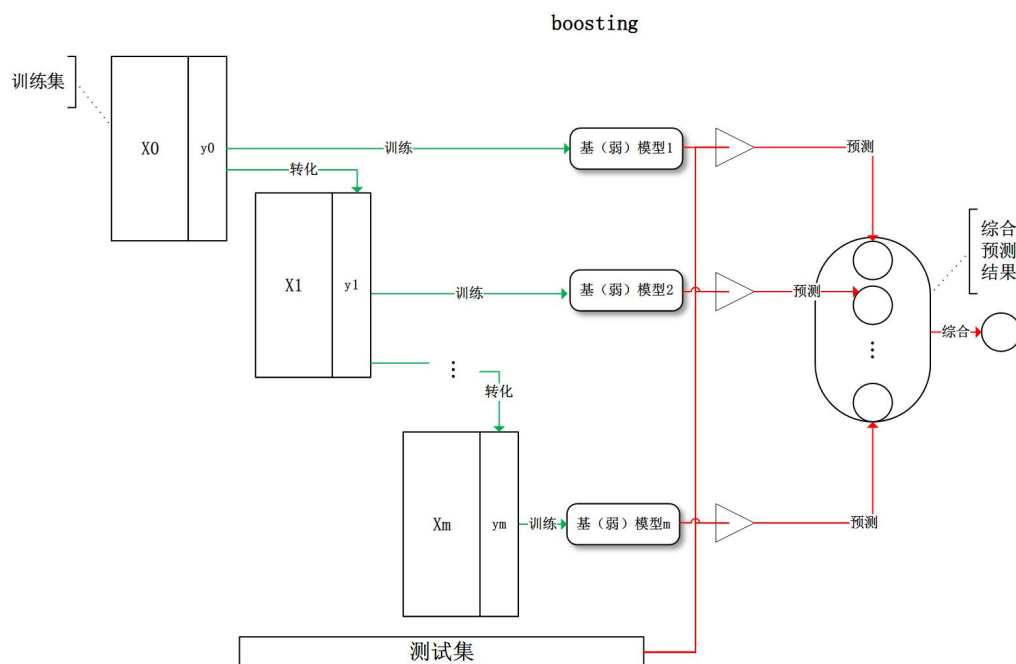 boosting
训练集
X0
y0
训练
基（弱）模型1
预测
转化
X1
y1
训练
基（弱）模型2
预测
综合
预测
结果
综合
⋮
⋮
转化
Xm
ym
训练
基（弱）模型m
预测
测试集